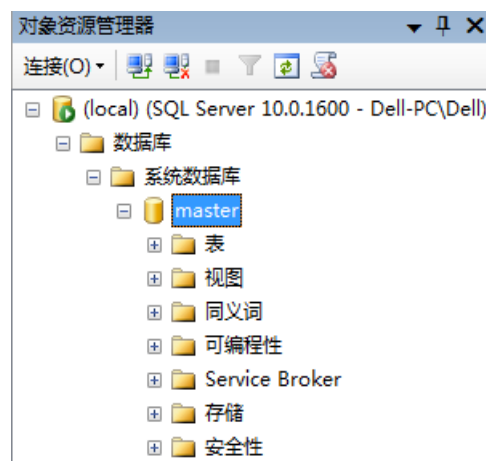 对象资源管理器
连接(O)
(local) (SQL Server 10.0.1600 - Dell-PC\Dell)
数据库
系统数据库
master
表
视图
同义词
可编程性
Service Broker
存储
安全性